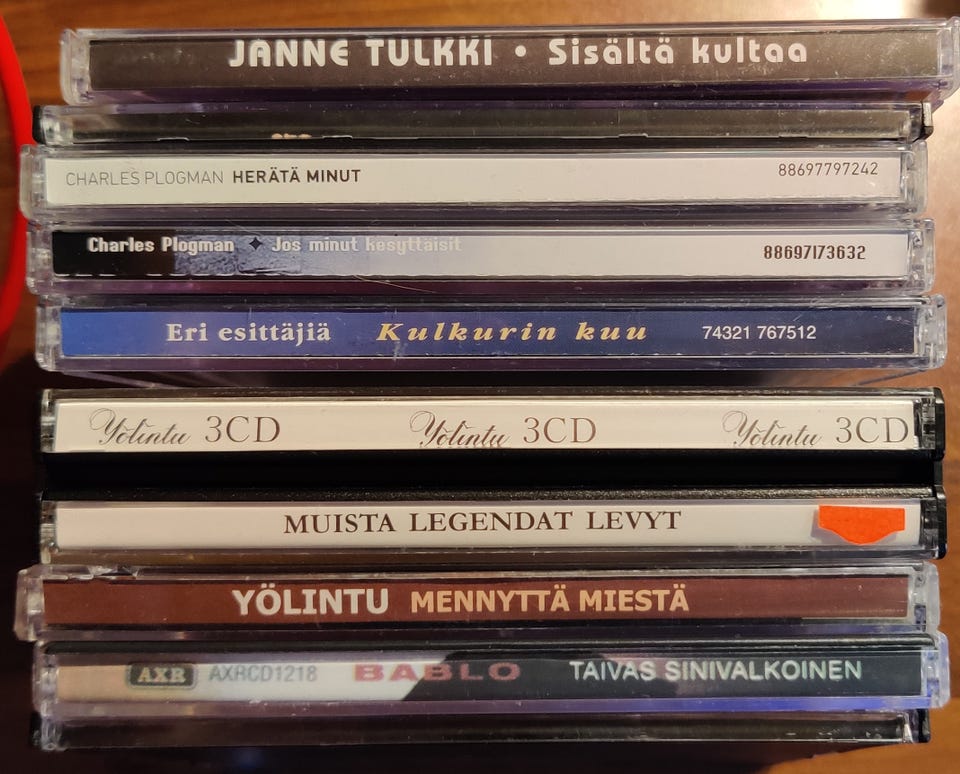 JANNE TULKKI • Sisältä kultaa
CHARLES PLOGMAN HERÄTÄ MINUT 88697797242
Charles Plogman ✦ Jos minut kesyttäisit 88697173632
Eri esittäjiä Kulkurin kuu 74321 767512
Yölintu 3CD Yölintu 3CD Yölintu 3CD
MUISTA LEGENDAT LEVYT
YÖLINTU MENNYTTÄ MIESTÄ
AXR AXRCD1218 BABLO TAIVAS SINIVALKOINEN